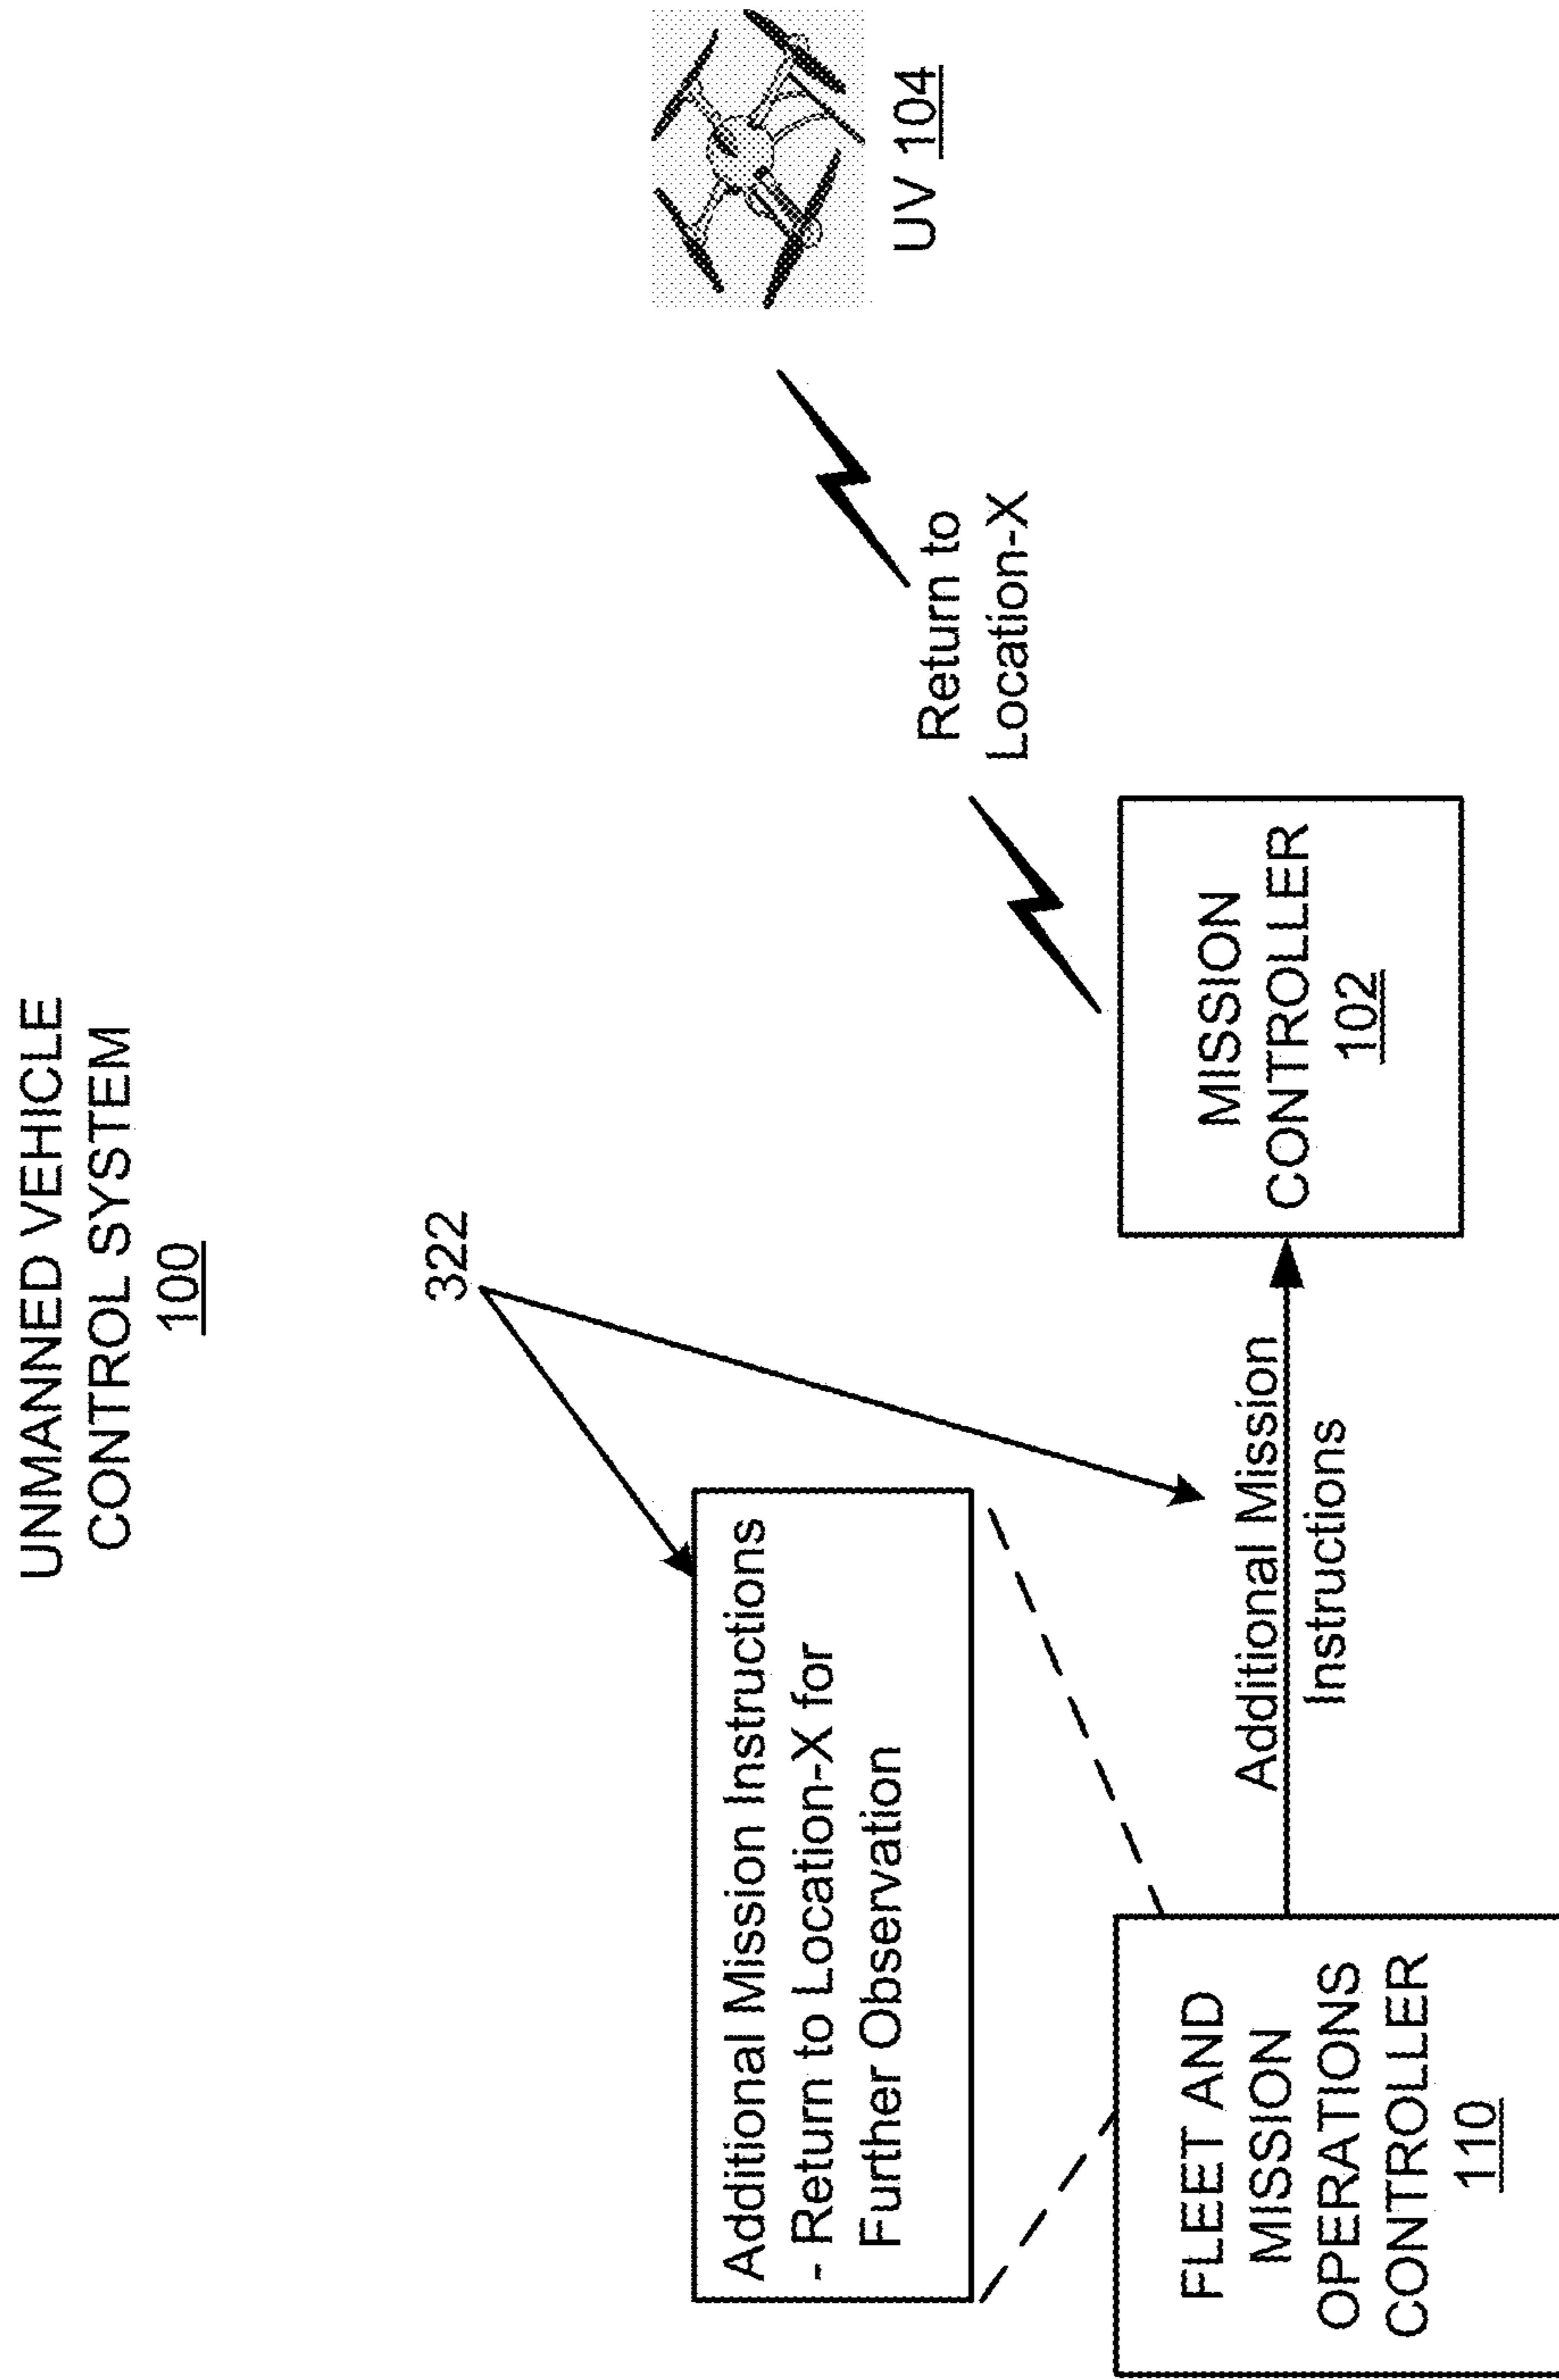 UNMANNED VEHICLE
CONTROL SYSTEM
100
322
Additional Mission Instructions
- Return to Location-X for
Further Observation
UV 104
Return to
Location-X
FLEET AND
MISSION
OPERATIONS
CONTROLLER
110
Additional Mission
Instructions
MISSION
CONTROLLER
102